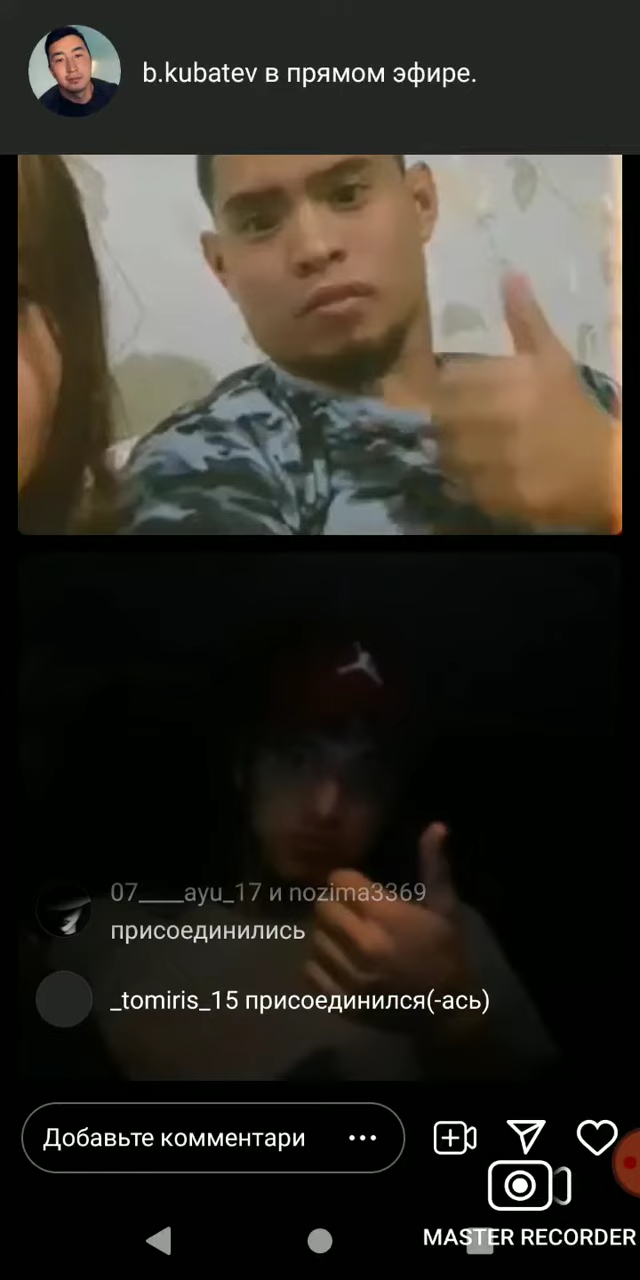 b.kubatev в прямом эфире.
07____ayu_17 и nozima3369
присоединились
_tomiris_15 присоединился(-ась)
Добавьте комментари
MASTER RECORDER